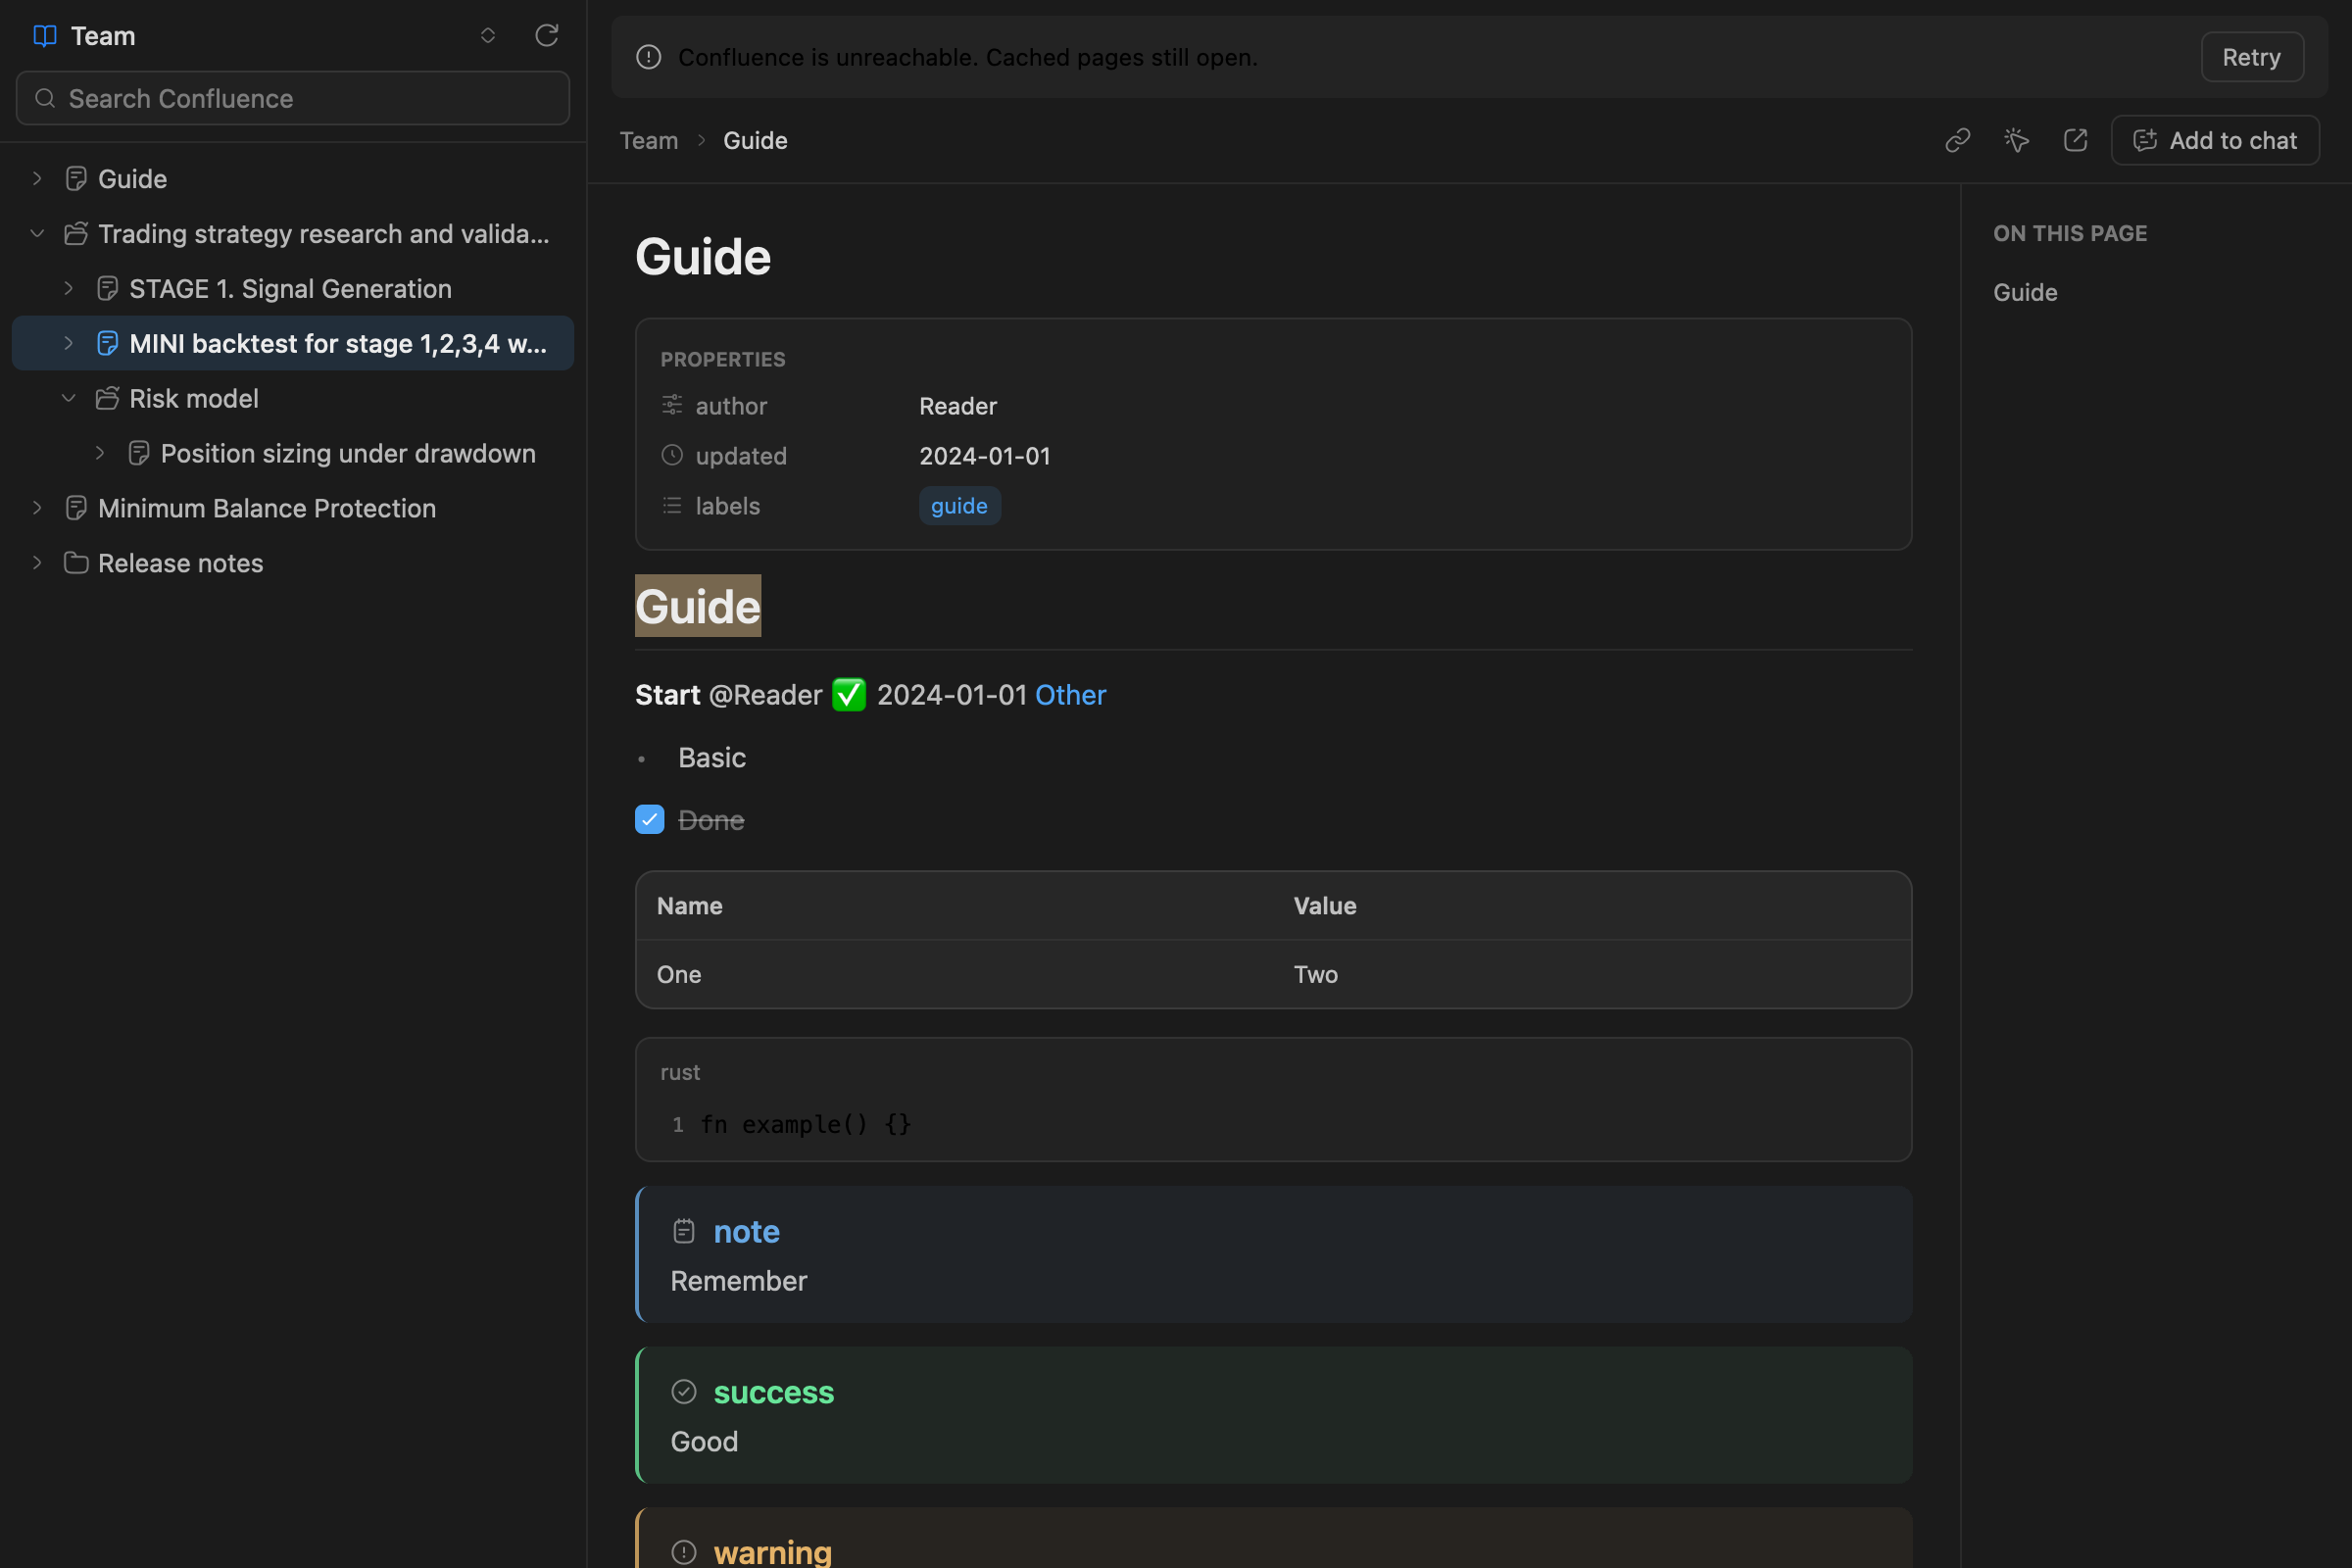 Team
Search Confluence
Guide
Trading strategy research and valida...
STAGE 1. Signal Generation
MINI backtest for stage 1,2,3,4 w...
Risk model
Position sizing under drawdown
Minimum Balance Protection
Release notes
Confluence is unreachable. Cached pages still open.
Retry
Team > Guide
Add to chat
Guide
PROPERTIES
author Reader
updated 2024-01-01
labels guide
Guide
Start @Reader ✅ 2024-01-01 Other
• Basic
Done
Name Value
One Two
rust
1 fn example() {}
note
Remember
success
Good
warning
ON THIS PAGE
Guide